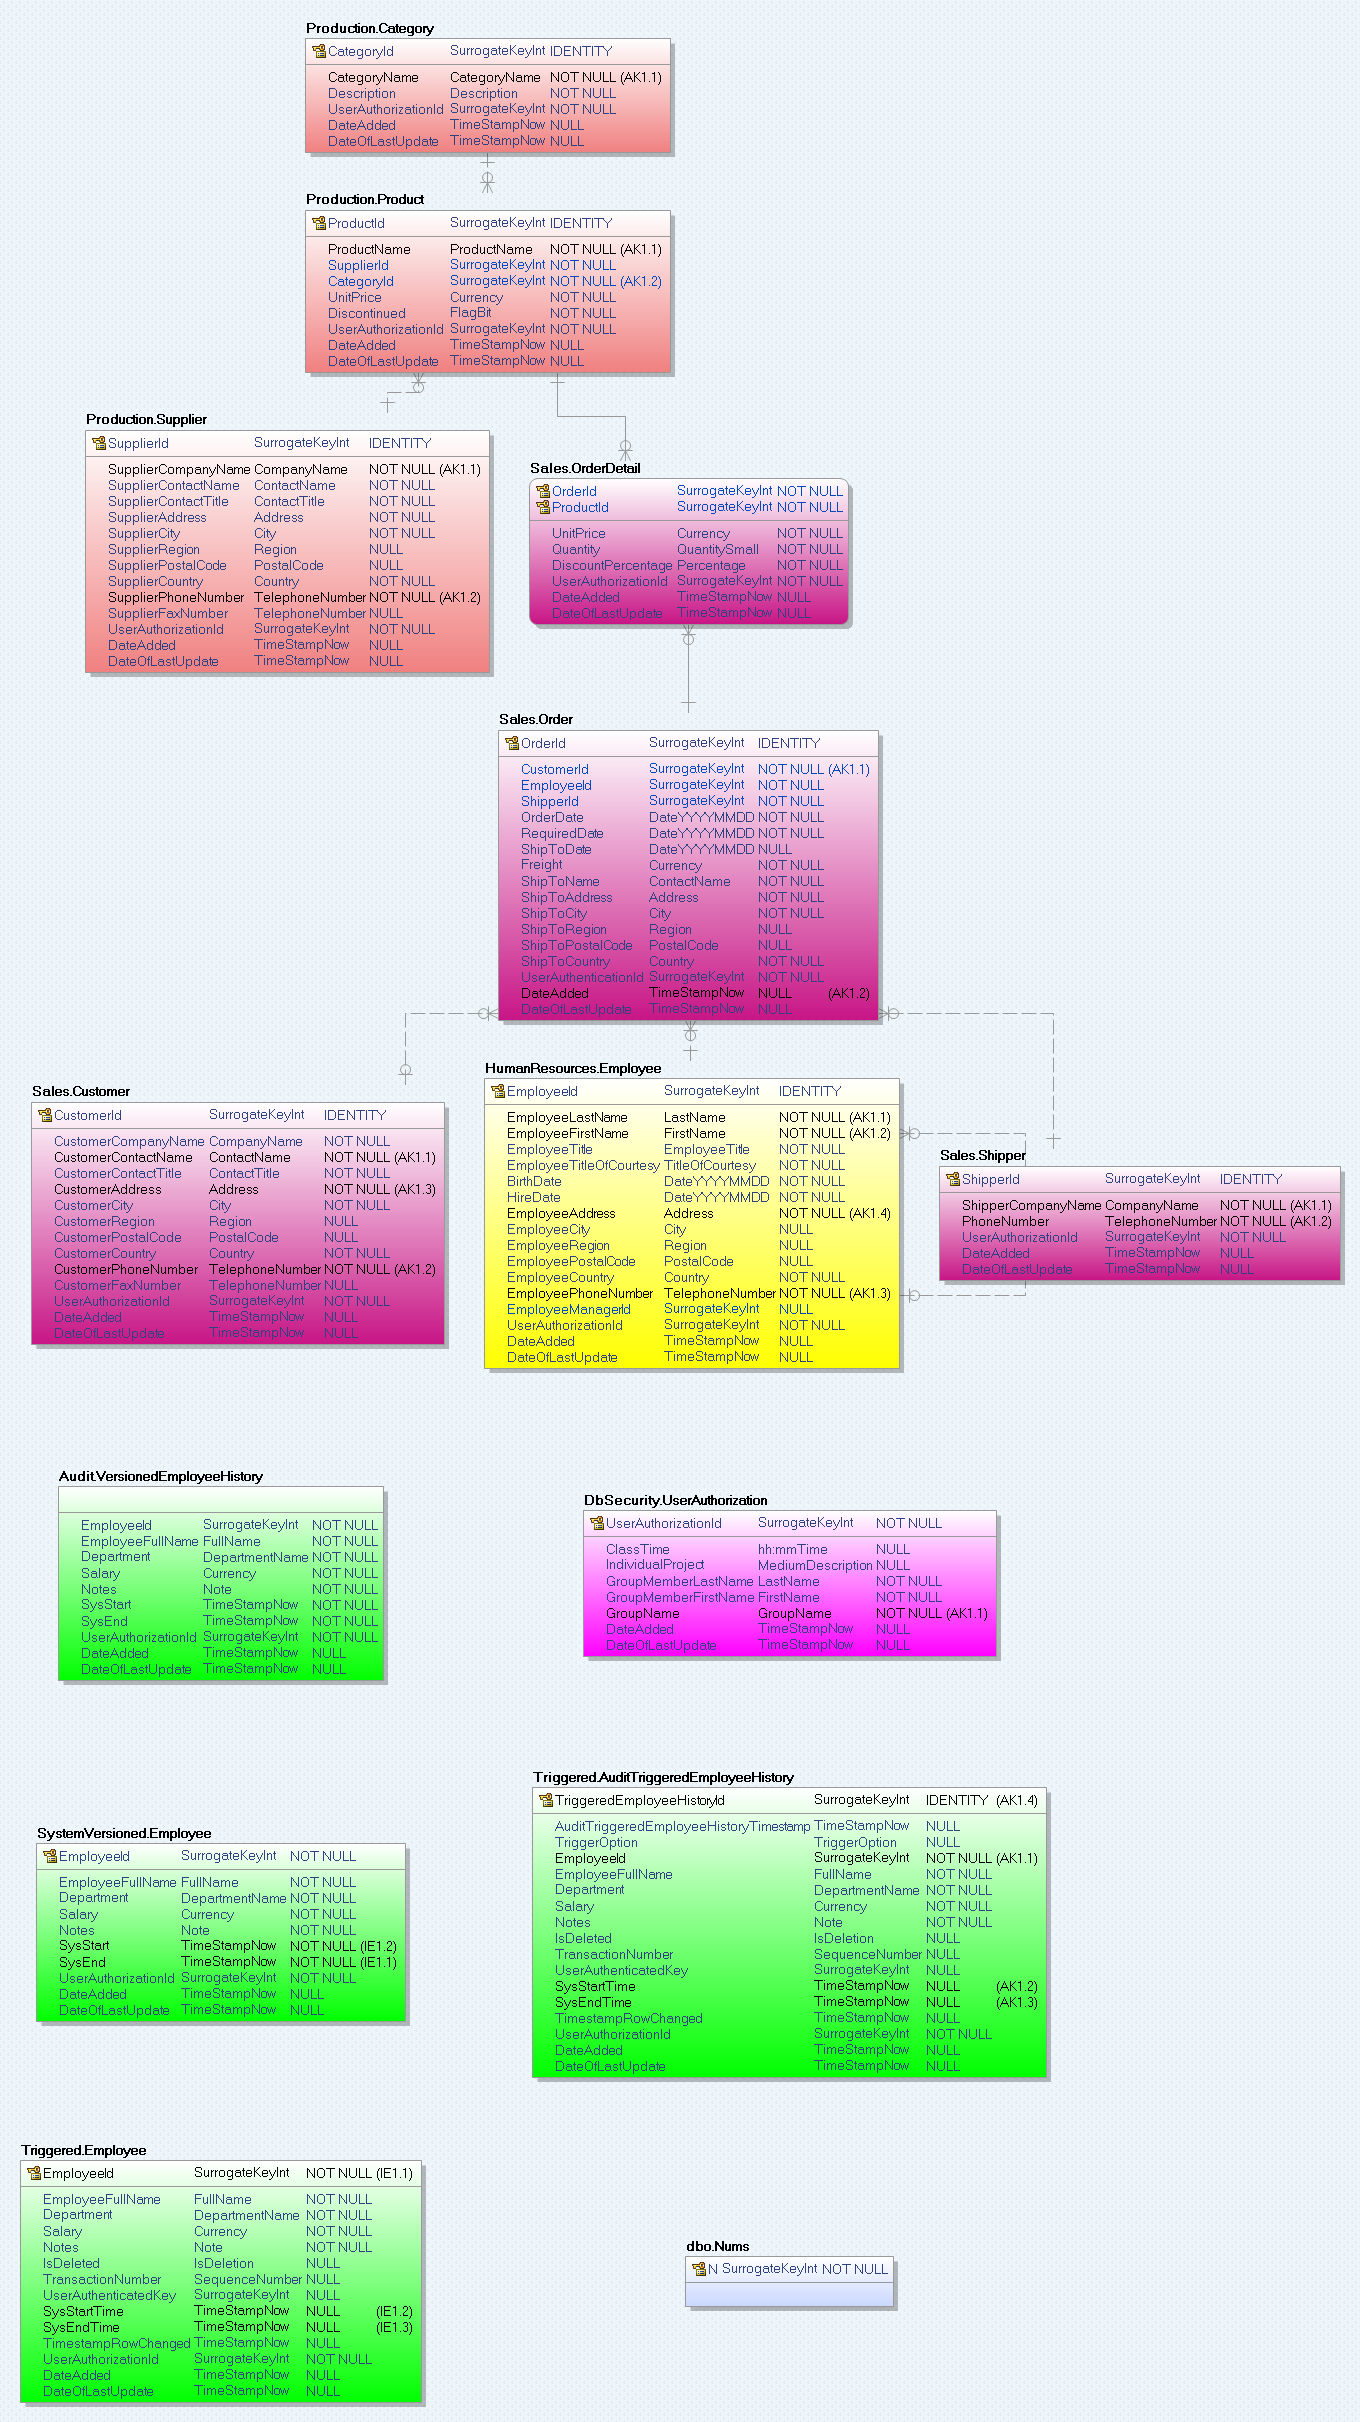 Production.Category
CategoryId SurrogateKeyInt IDENTITY
CategoryName CategoryName NOT NULL (AK1.1)
Description Description NOT NULL
UserAuthorizationId SurrogateKeyInt NOT NULL
DateAdded TimeStampNow NULL
DateOfLastUpdate TimeStampNow NULL
Production.Product
ProductId SurrogateKeyInt IDENTITY
ProductName ProductName NOT NULL (AK1.1)
SupplierId SurrogateKeyInt NOT NULL
CategoryId SurrogateKeyInt NOT NULL (AK1.2)
UnitPrice Currency NOT NULL
Discontinued FlagBit NOT NULL
UserAuthorizationId SurrogateKeyInt NOT NULL
DateAdded TimeStampNow NULL
DateOfLastUpdate TimeStampNow NULL
Production.Supplier
SupplierId SurrogateKeyInt IDENTITY
SupplierCompanyName CompanyName NOT NULL (AK1.1)
SupplierContactName ContactName NOT NULL
SupplierContactTitle ContactTitle NOT NULL
SupplierAddress Address NOT NULL
SupplierCity City NOT NULL
SupplierRegion Region NULL
SupplierPostalCode PostalCode NULL
SupplierCountry Country NOT NULL
SupplierPhoneNumber TelephoneNumber NOT NULL (AK1.2)
SupplierFaxNumber TelephoneNumber NULL
UserAuthorizationId SurrogateKeyInt NOT NULL
DateAdded TimeStampNow NULL
DateOfLastUpdate TimeStampNow NULL
Sales.OrderDetail
OrderId SurrogateKeyInt NOT NULL
ProductId SurrogateKeyInt NOT NULL
UnitPrice Currency NOT NULL
Quantity QuantitySmall NOT NULL
DiscountPercentage Percentage NOT NULL
UserAuthorizationId SurrogateKeyInt NOT NULL
DateAdded TimeStampNow NULL
DateOfLastUpdate TimeStampNow NULL
Sales.Order
OrderId SurrogateKeyInt IDENTITY
CustomerId SurrogateKeyInt NOT NULL (AK1.1)
EmployeeId SurrogateKeyInt NOT NULL
ShipperId SurrogateKeyInt NOT NULL
OrderDate DateYYYYMMDD NOT NULL
RequiredDate DateYYYYMMDD NOT NULL
ShipToDate DateYYYYMMDD NULL
Freight Currency NOT NULL
ShipToName ContactName NOT NULL
ShipToAddress Address NOT NULL
ShipToCity City NOT NULL
ShipToRegion Region NULL
ShipToPostalCode PostalCode NULL
ShipToCountry Country NOT NULL
UserAuthenticationId SurrogateKeyInt NOT NULL
DateAdded TimeStampNow NULL (AK1.2)
DateOfLastUpdate TimeStampNow NULL
Sales.Customer
CustomerId SurrogateKeyInt IDENTITY
CustomerCompanyName CompanyName NOT NULL
CustomerContactName ContactName NOT NULL (AK1.1)
CustomerContactTitle ContactTitle NOT NULL
CustomerAddress Address NOT NULL (AK1.3)
CustomerCity City NOT NULL
CustomerRegion Region NULL
CustomerPostalCode PostalCode NULL
CustomerCountry Country NOT NULL
CustomerPhoneNumber TelephoneNumber NOT NULL (AK1.2)
CustomerFaxNumber TelephoneNumber NULL
UserAuthorizationId SurrogateKeyInt NOT NULL
DateAdded TimeStampNow NULL
DateOfLastUpdate TimeStampNow NULL
HumanResources.Employee
EmployeeId SurrogateKeyInt IDENTITY
EmployeeLastName LastName NOT NULL (AK1.1)
EmployeeFirstName FirstName NOT NULL (AK1.2)
EmployeeTitle EmployeeTitle NOT NULL
EmployeeTitleOfCourtesy TitleOfCourtesy NOT NULL
BirthDate DateYYYYMMDD NOT NULL
HireDate DateYYYYMMDD NOT NULL
EmployeeAddress Address NOT NULL (AK1.4)
EmployeeCity City NULL
EmployeeRegion Region NULL
EmployeePostalCode PostalCode NULL
EmployeeCountry Country NOT NULL
EmployeePhoneNumber TelephoneNumber NOT NULL (AK1.3)
EmployeeManagerId SurrogateKeyInt NULL
UserAuthorizationId SurrogateKeyInt NOT NULL
DateAdded TimeStampNow NULL
DateOfLastUpdate TimeStampNow NULL
Sales.Shipper
ShipperId SurrogateKeyInt IDENTITY
ShipperCompanyName CompanyName NOT NULL (AK1.1)
PhoneNumber TelephoneNumber NOT NULL (AK1.2)
UserAuthorizationId SurrogateKeyInt NOT NULL
DateAdded TimeStampNow NULL
DateOfLastUpdate TimeStampNow NULL
Audit.VersionedEmployeeHistory
EmployeeId SurrogateKeyInt NOT NULL
EmployeeFullName FullName NOT NULL
Department DepartmentName NOT NULL
Salary Currency NOT NULL
Notes Note NOT NULL
SysStart TimeStampNow NOT NULL
SysEnd TimeStampNow NOT NULL
UserAuthorizationId SurrogateKeyInt NOT NULL
DateAdded TimeStampNow NULL
DateOfLastUpdate TimeStampNow NULL
DbSecurity.UserAuthorization
UserAuthorizationId SurrogateKeyInt NOT NULL
ClassTime hh:mmTime NULL
IndividualProject MediumDescription NULL
GroupMemberLastName LastName NOT NULL
GroupMemberFirstName FirstName NOT NULL
GroupName GroupName NOT NULL (AK1.1)
DateAdded TimeStampNow NULL
DateOfLastUpdate TimeStampNow NULL
Triggered.AuditTriggeredEmployeeHistory
TriggeredEmployeeHistoryId SurrogateKeyInt IDENTITY (AK1.4)
AuditTriggeredEmployeeHistoryTimestamp TimeStampNow NULL
TriggerOption TriggerOption NULL
EmployeeId SurrogateKeyInt NOT NULL (AK1.1)
EmployeeFullName FullName NOT NULL
Department DepartmentName NOT NULL
Salary Currency NOT NULL
Notes Note NOT NULL
IsDeleted IsDeletion NULL
TransactionNumber SequenceNumber NULL
UserAuthenticatedKey SurrogateKeyInt NULL
SysStartTime TimeStampNow NULL (AK1.2)
SysEndTime TimeStampNow NULL (AK1.3)
TimestampRowChanged TimeStampNow NULL
UserAuthorizationId SurrogateKeyInt NOT NULL
DateAdded TimeStampNow NULL
DateOfLastUpdate TimeStampNow NULL
SystemVersioned.Employee
EmployeeId SurrogateKeyInt NOT NULL
EmployeeFullName FullName NOT NULL
Department DepartmentName NOT NULL
Salary Currency NOT NULL
Notes Note NOT NULL
SysStart TimeStampNow NOT NULL (IE1.2)
SysEnd TimeStampNow NOT NULL (IE1.1)
UserAuthorizationId SurrogateKeyInt NOT NULL
DateAdded TimeStampNow NULL
DateOfLastUpdate TimeStampNow NULL
Triggered.Employee
EmployeeId SurrogateKeyInt NOT NULL (IE1.1)
EmployeeFullName FullName NOT NULL
Department DepartmentName NOT NULL
Salary Currency NOT NULL
Notes Note NOT NULL
IsDeleted IsDeletion NULL
TransactionNumber SequenceNumber NULL
UserAuthenticatedKey SurrogateKeyInt NULL
SysStartTime TimeStampNow NULL (IE1.2)
SysEndTime TimeStampNow NULL (IE1.3)
TimestampRowChanged TimeStampNow NULL
UserAuthorizationId SurrogateKeyInt NOT NULL
DateAdded TimeStampNow NULL
DateOfLastUpdate TimeStampNow NULL
dbo.Nums
N SurrogateKeyInt NOT NULL